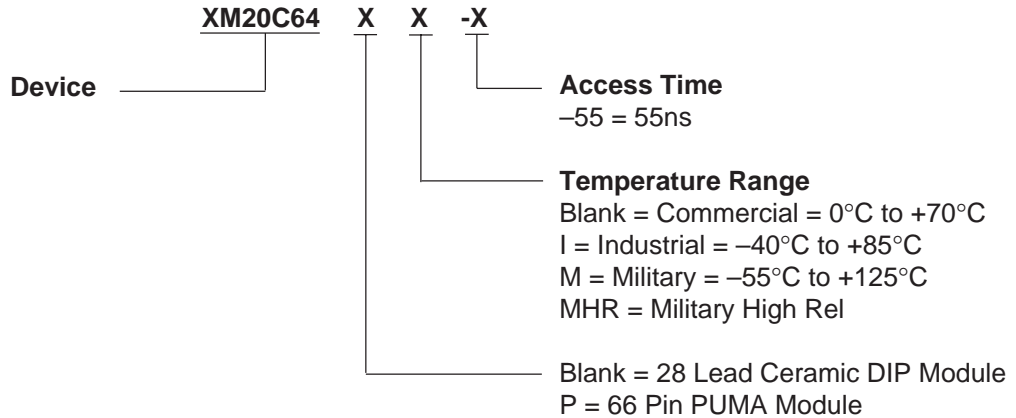 XM20C64 X X -X
Device
Access Time
–55 = 55ns
Temperature Range
Blank = Commercial = 0°C to +70°C
I = Industrial = –40°C to +85°C
M = Military = –55°C to +125°C
MHR = Military High Rel
Blank = 28 Lead Ceramic DIP Module
P = 66 Pin PUMA Module